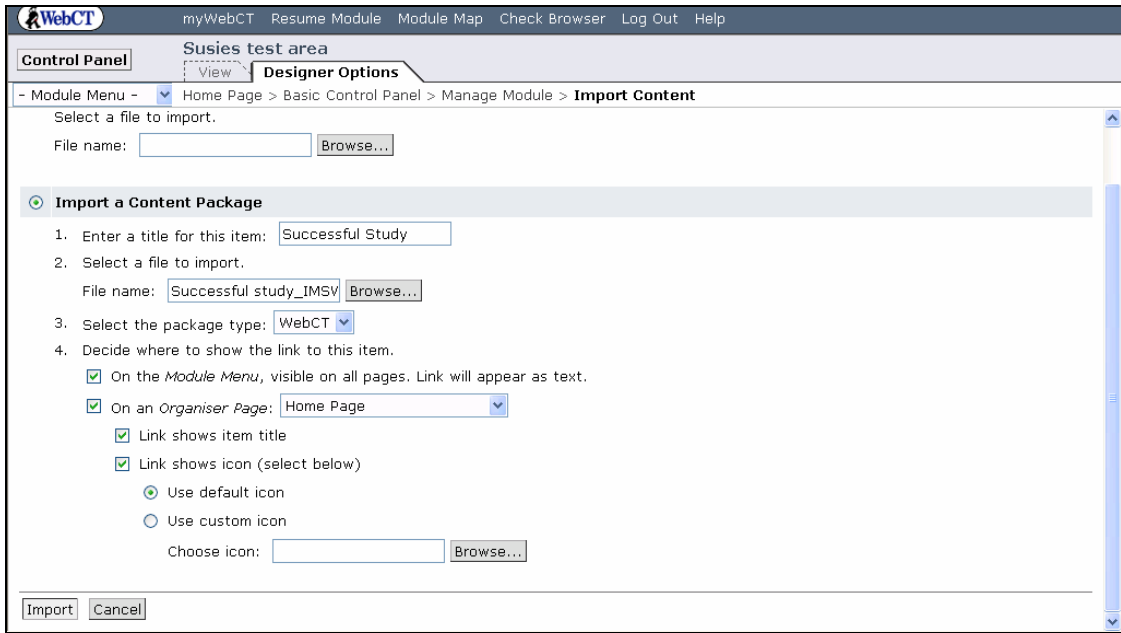 WebCT myWebCT Resume Module Module Map Check Browser Log Out Help
Susies test area
Control Panel
View Designer Options
- Module Menu - Home Page > Basic Control Panel > Manage Module > Import Content
Select a file to import.
File name: Browse...
Import a Content Package
1. Enter a title for this item: Successful Study
2. Select a file to import.
File name: Successful study_IMSV Browse...
3. Select the package type: WebCT
4. Decide where to show the link to this item.
On the Module Menu, visible on all pages. Link will appear as text.
On an Organiser Page: Home Page
Link shows item title
Link shows icon (select below)
Use default icon
Use custom icon
Choose icon: Browse...
Import Cancel